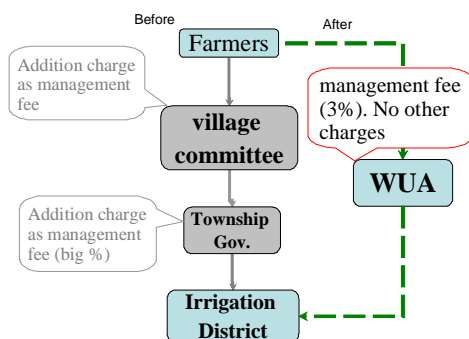 Before
After
Farmers
Addition charge
as management
fee
management fee
(3%). No other
charges
village
committee
WUA
Addition charge
as management
fee (big %)
Township
Gov.
Irrigation
District